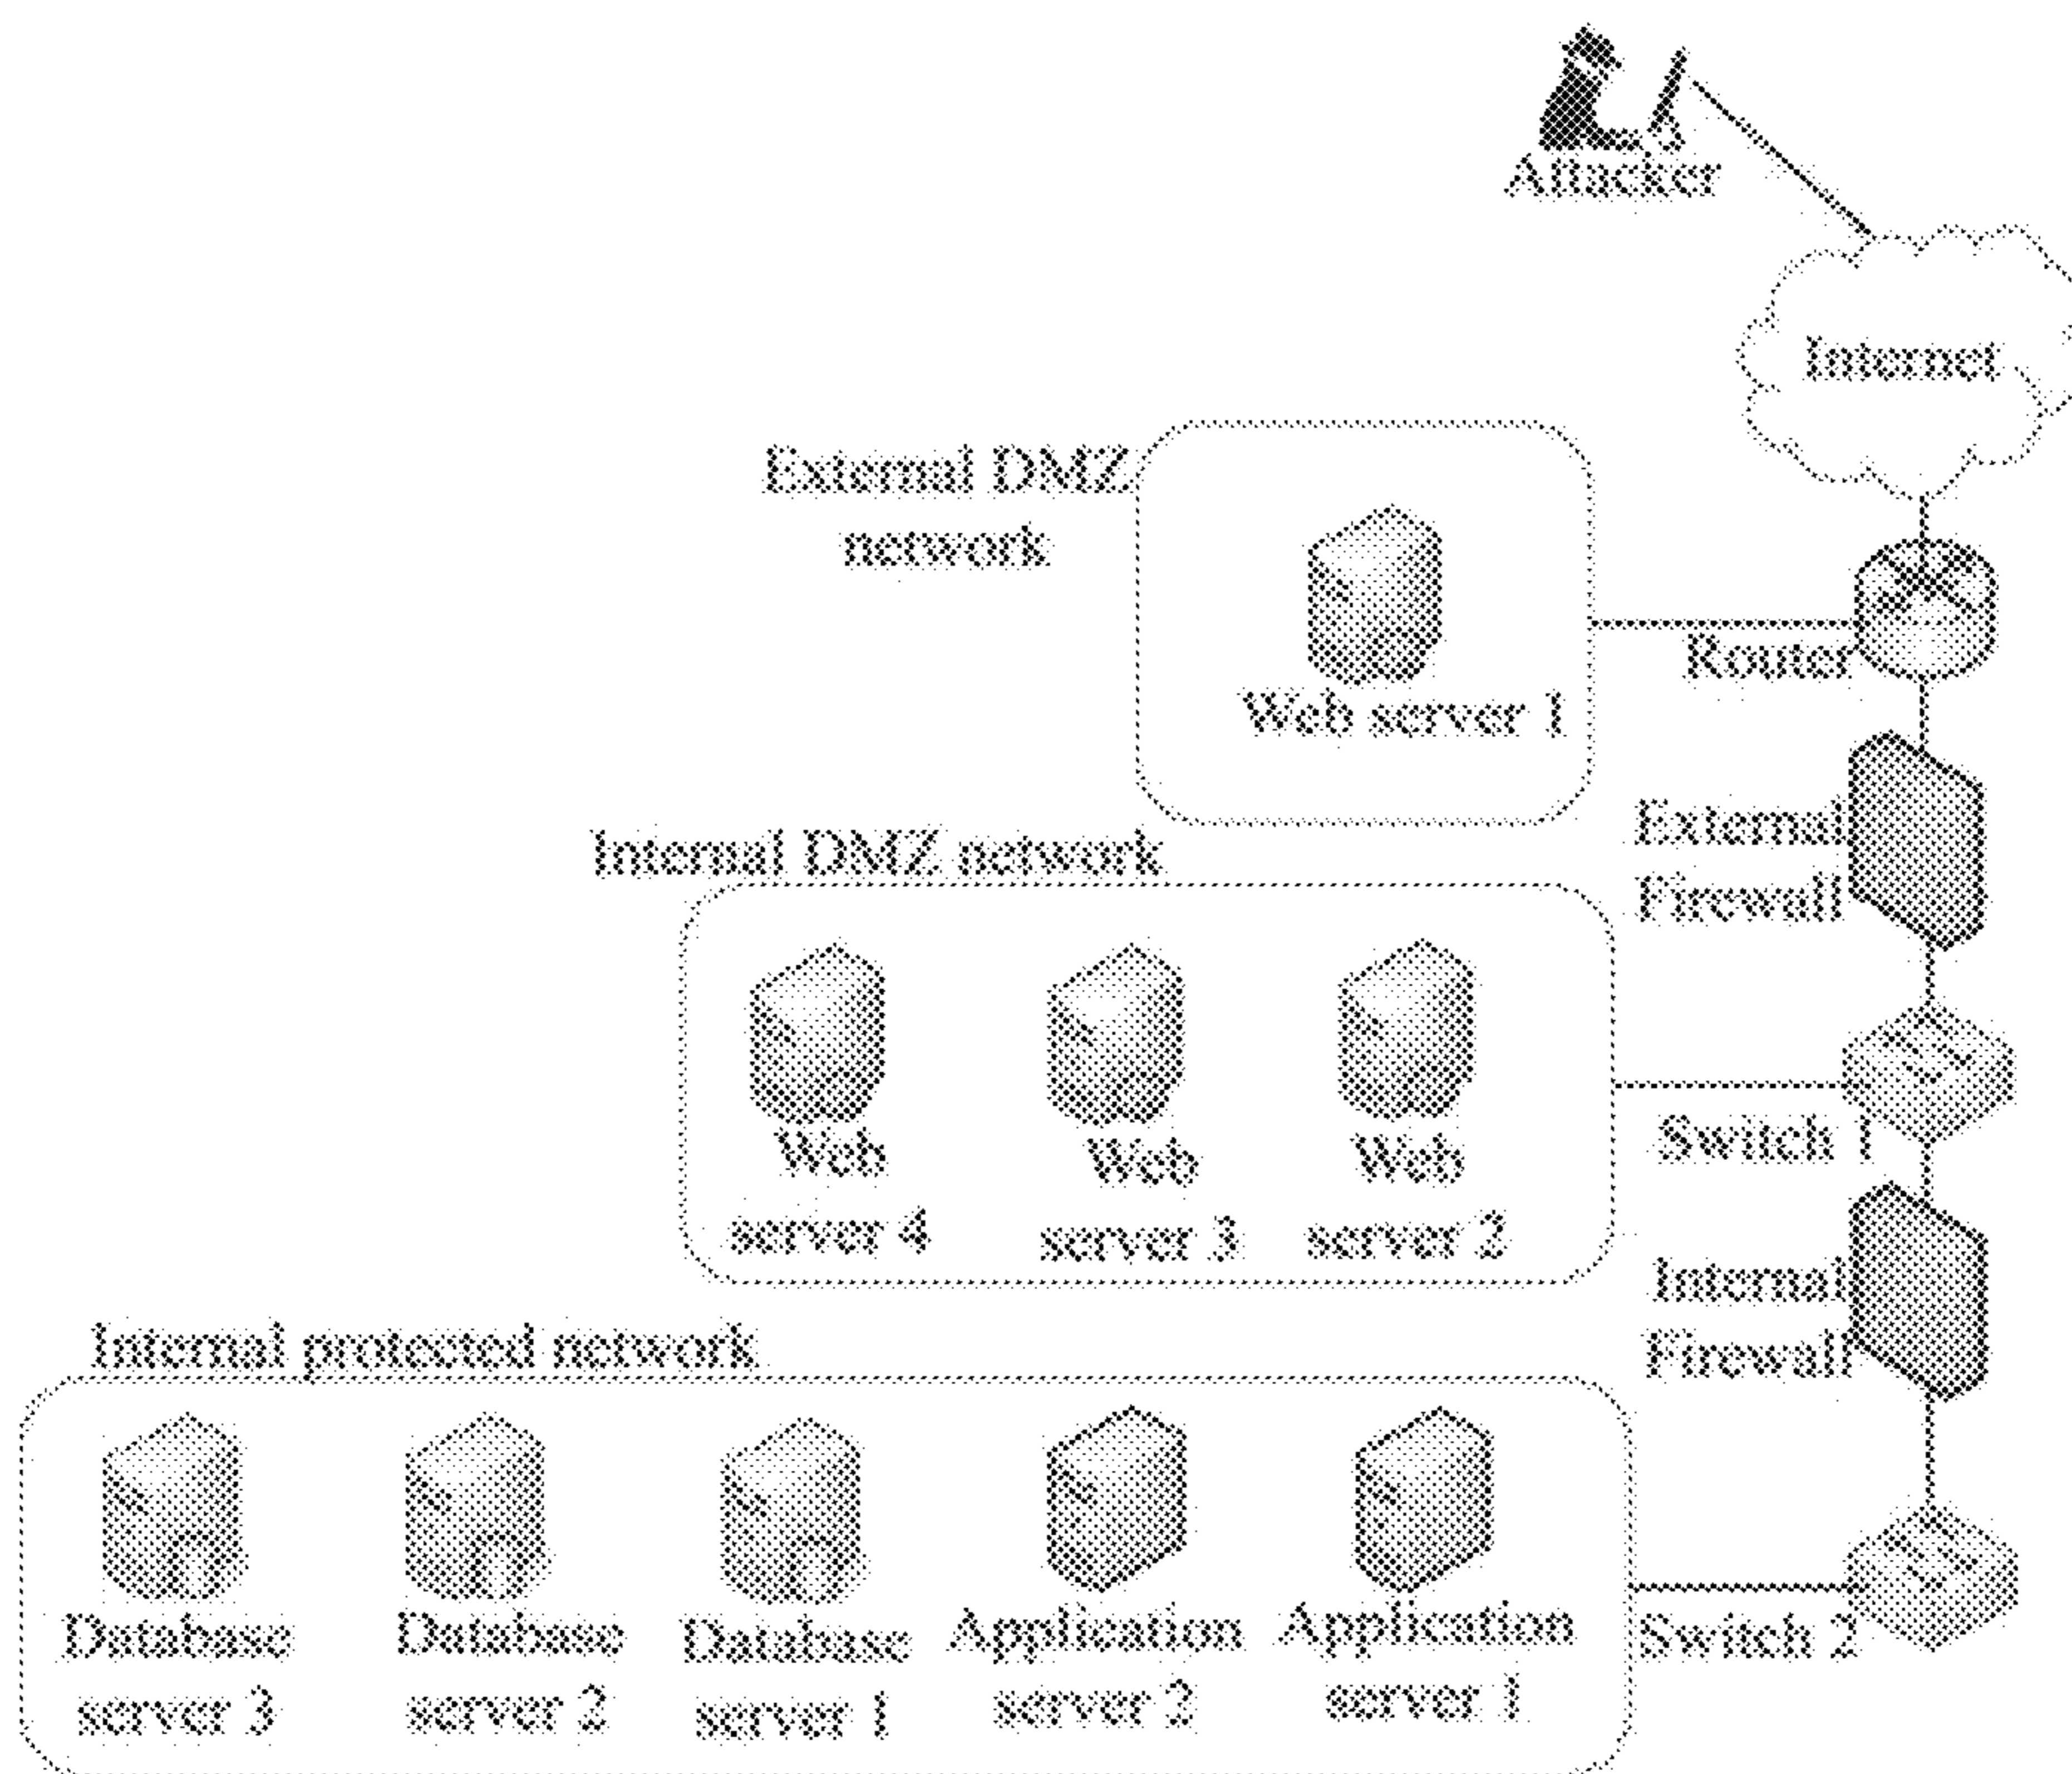 Attacker
Internet
External DMZ
network
Web server 1
Router
External
Firewall
Internal DMZ network
Web
server 4
Web
server 3
Web
server 2
Switch 1
Internal
Firewall
Internal protected network
Database
server 3
Database
server 2
Database
server 1
Application
server 2
Application
server 1
Switch 2